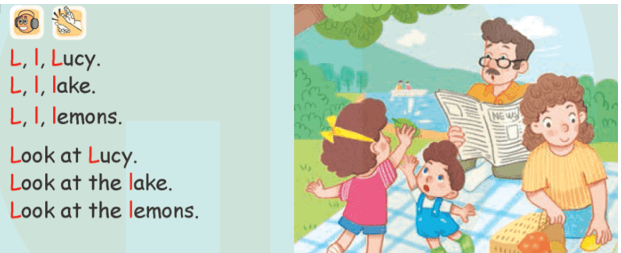 L, l, Lucy.
L, l, lake.
L, l, lemons.
Look at Lucy.
Look at the lake.
Look at the lemons.
NEWS